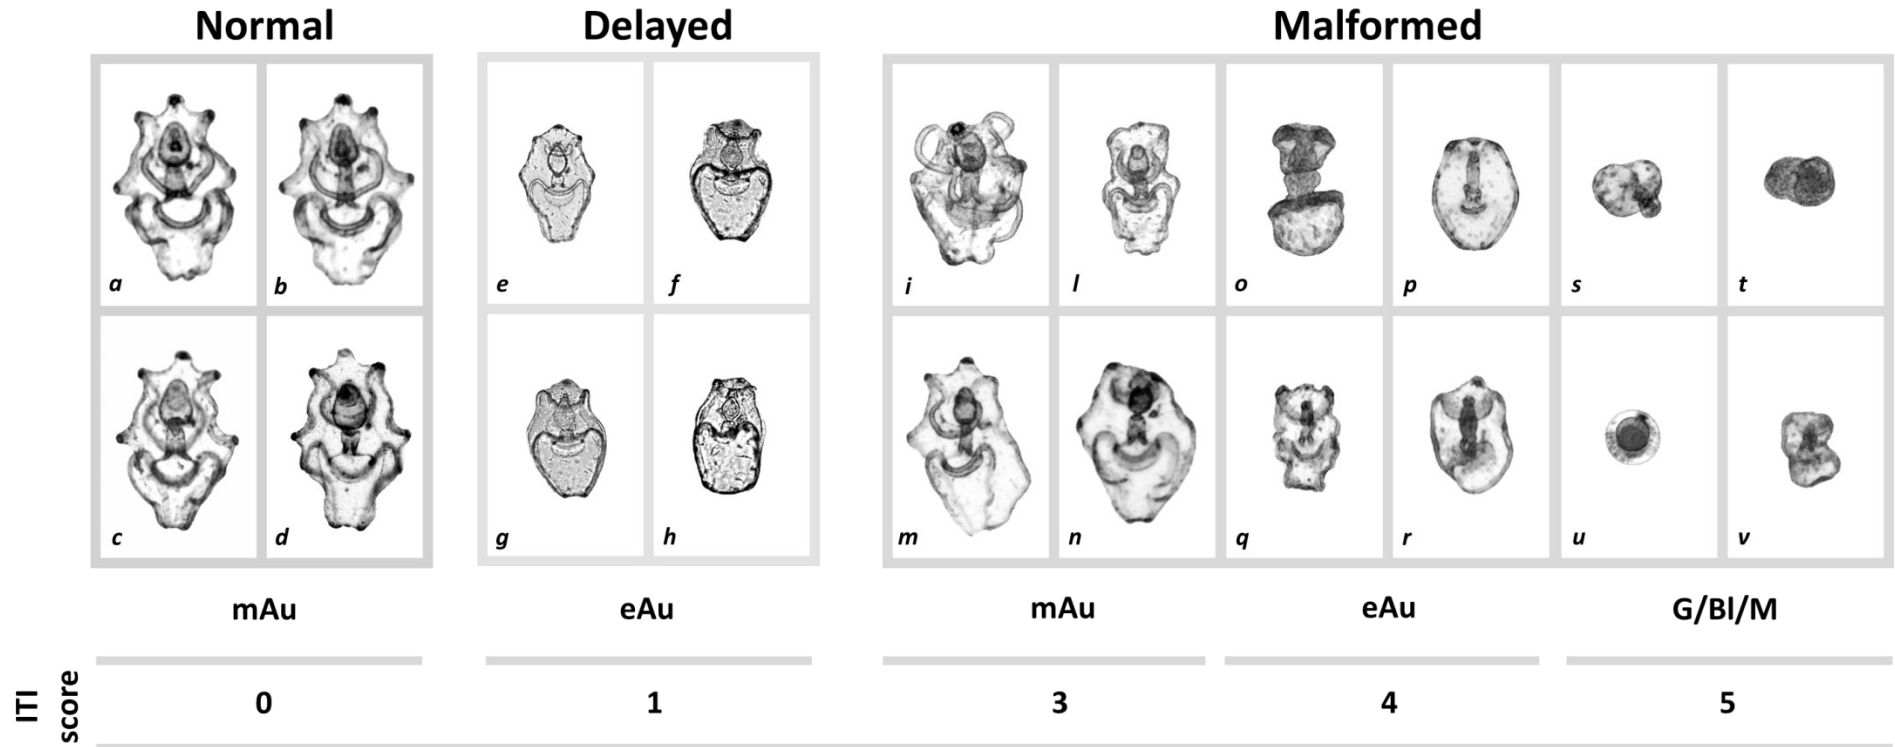 Normal Delayed Malformed
a b e f i l o p s t
c d g h m n q r u v
mAu eAu mAu eAu G/Bl/M
ITI score 0 1 3 4 5